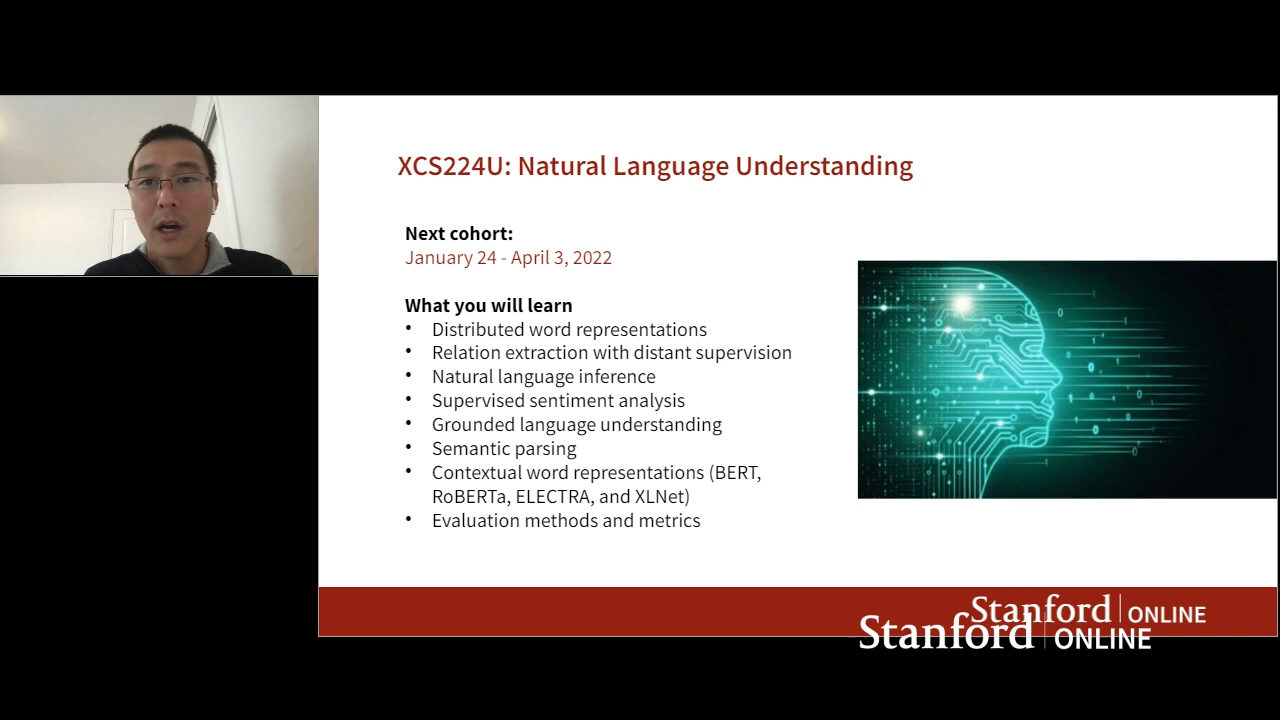 XCS224U: Natural Language Understanding
Next cohort:
January 24 - April 3, 2022
What you will learn
• Distributed word representations
• Relation extraction with distant supervision
• Natural language inference
• Supervised sentiment analysis
• Grounded language understanding
• Semantic parsing
• Contextual word representations (BERT,
RoBERTa, ELECTRA, and XLNet)
• Evaluation methods and metrics
Stanford | ONLINE
Stanford | ONLINE